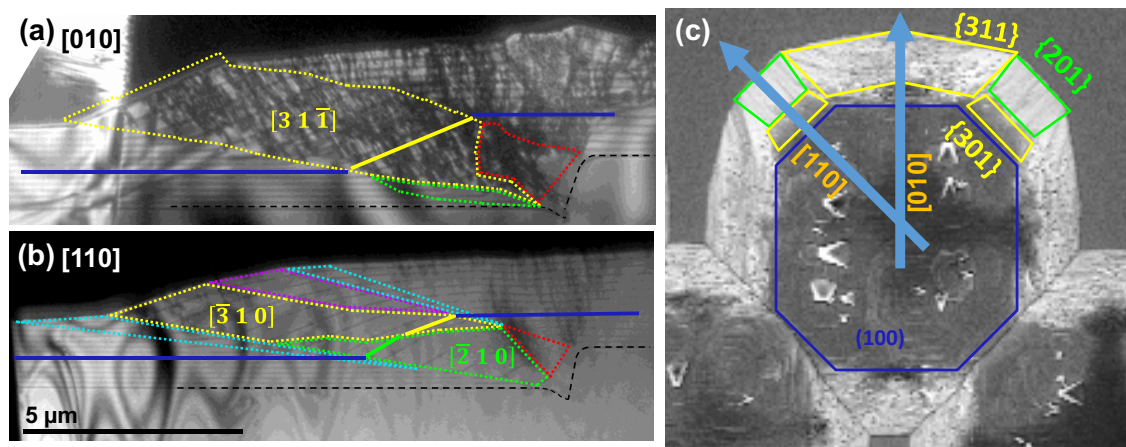 (a) [010]
[3 1 1̅]
(b) [110]
[3̅ 1 0]
[2̅ 1 0]
5 µm
(c)
{311}
{201}
{301}
[110]
[010]
(100)